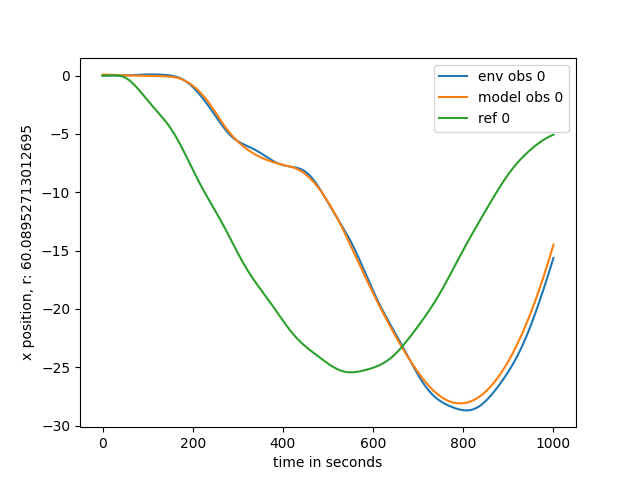 env obs 0
model obs 0
ref 0
0
−5
−10
−15
−20
−25
−30
x position, r: 60.08952713012695
0
200
400
600
800
1000
time in seconds